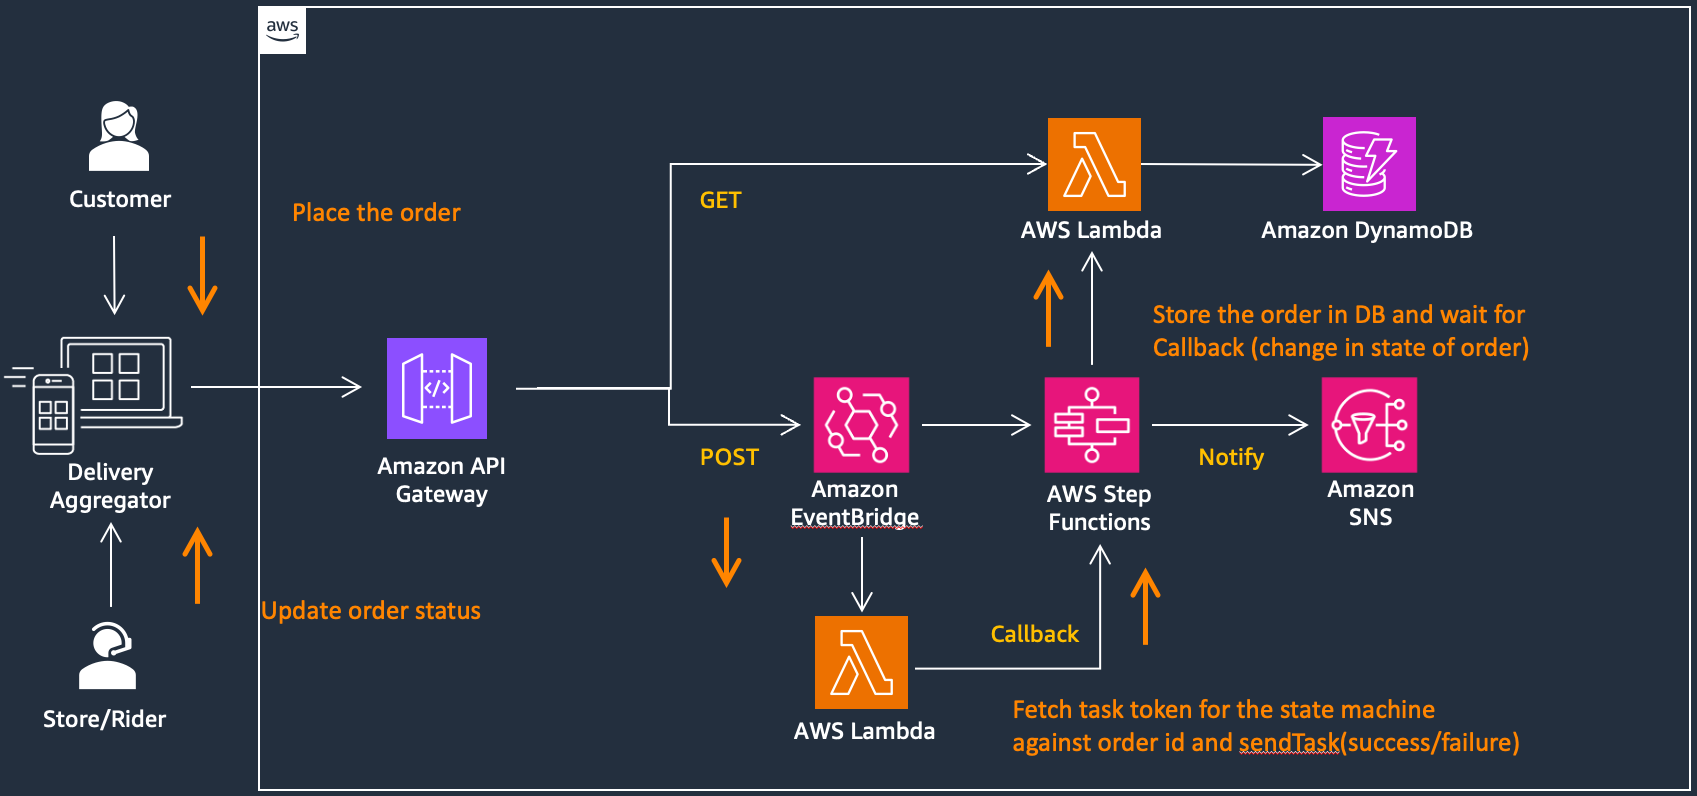 aws
Customer
Place the order
GET
AWS Lambda
Amazon DynamoDB
Store the order in DB and wait for
Callback (change in state of order)
</>
Delivery
Aggregator
Amazon API
Gateway
POST
Amazon
EventBridge
AWS Step
Functions
Notify
Amazon
SNS
Update order status
Store/Rider
Callback
AWS Lambda
Fetch task token for the state machine
against order id and sendTask(success/failure)